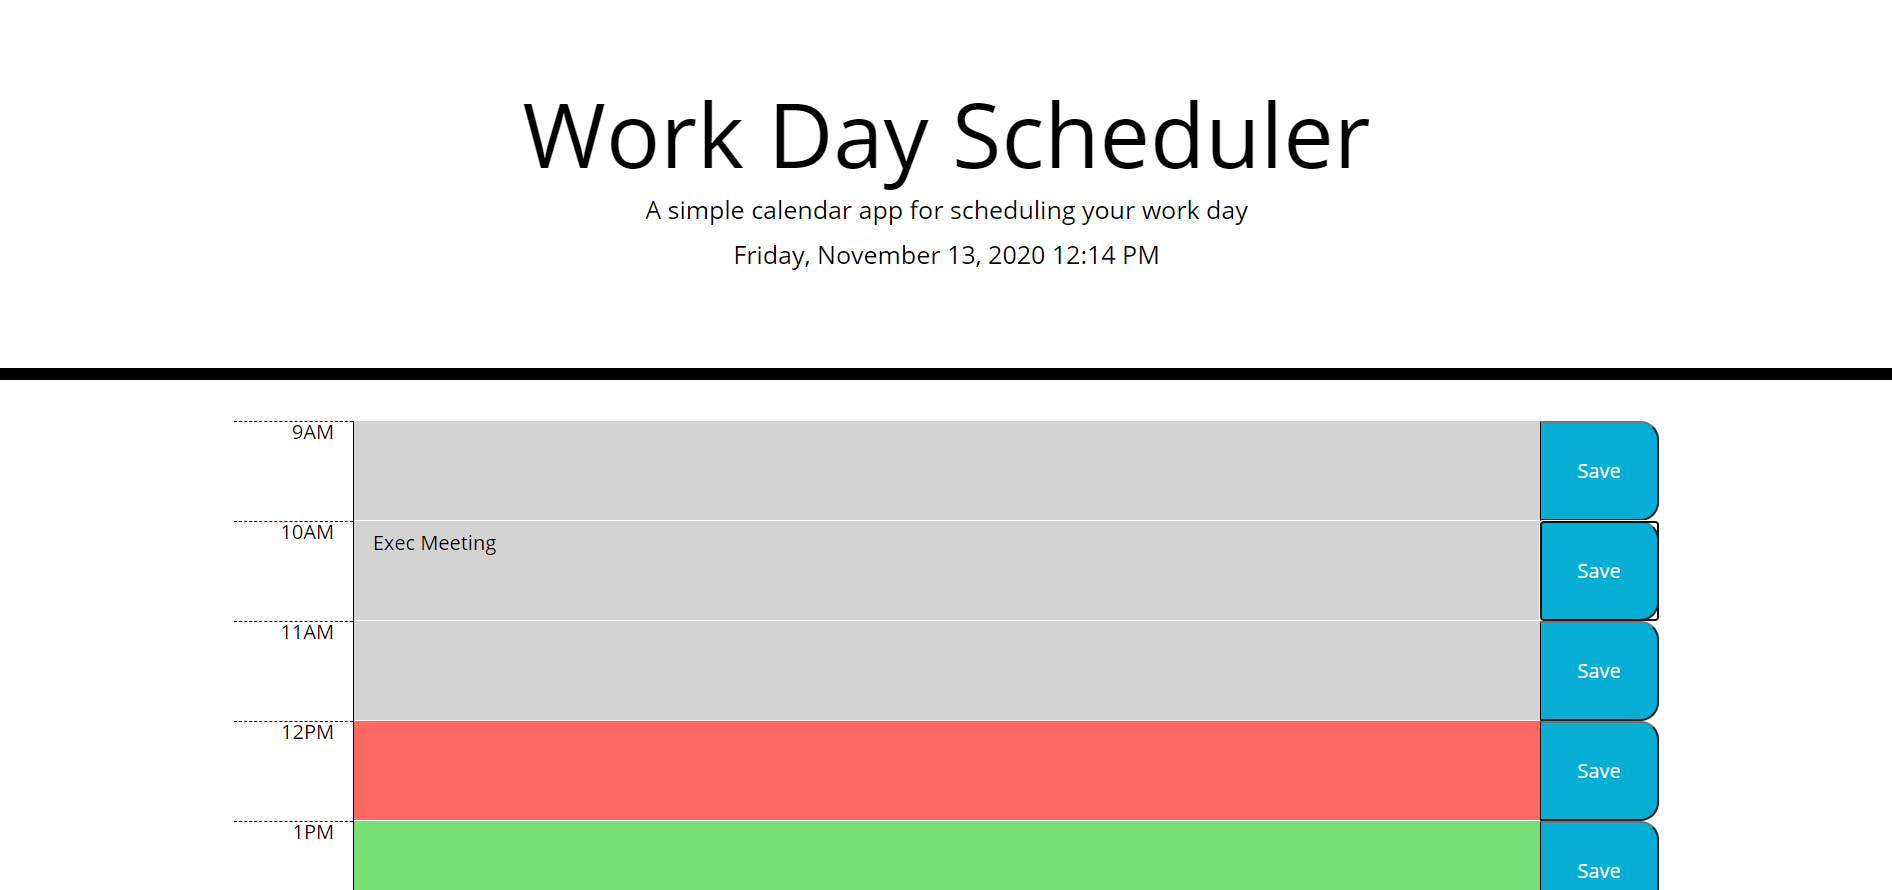 Work Day Scheduler
A simple calendar app for scheduling your work day
Friday, November 13, 2020 12:14 PM
9AM
Save
10AM
Exec Meeting
Save
11AM
Save
12PM
Save
1PM
Save